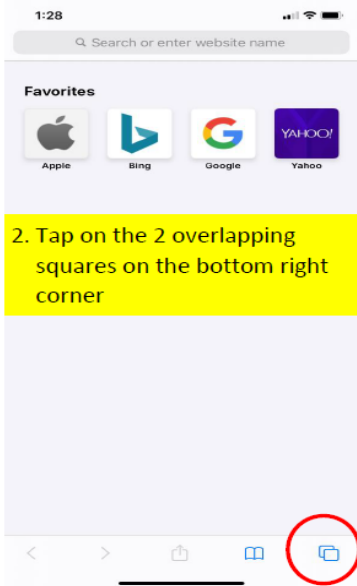 1:28
Search or enter website name
Favorites
YAHOO!
Apple Bing Google Yahoo
2. Tap on the 2 overlapping
squares on the bottom right
corner